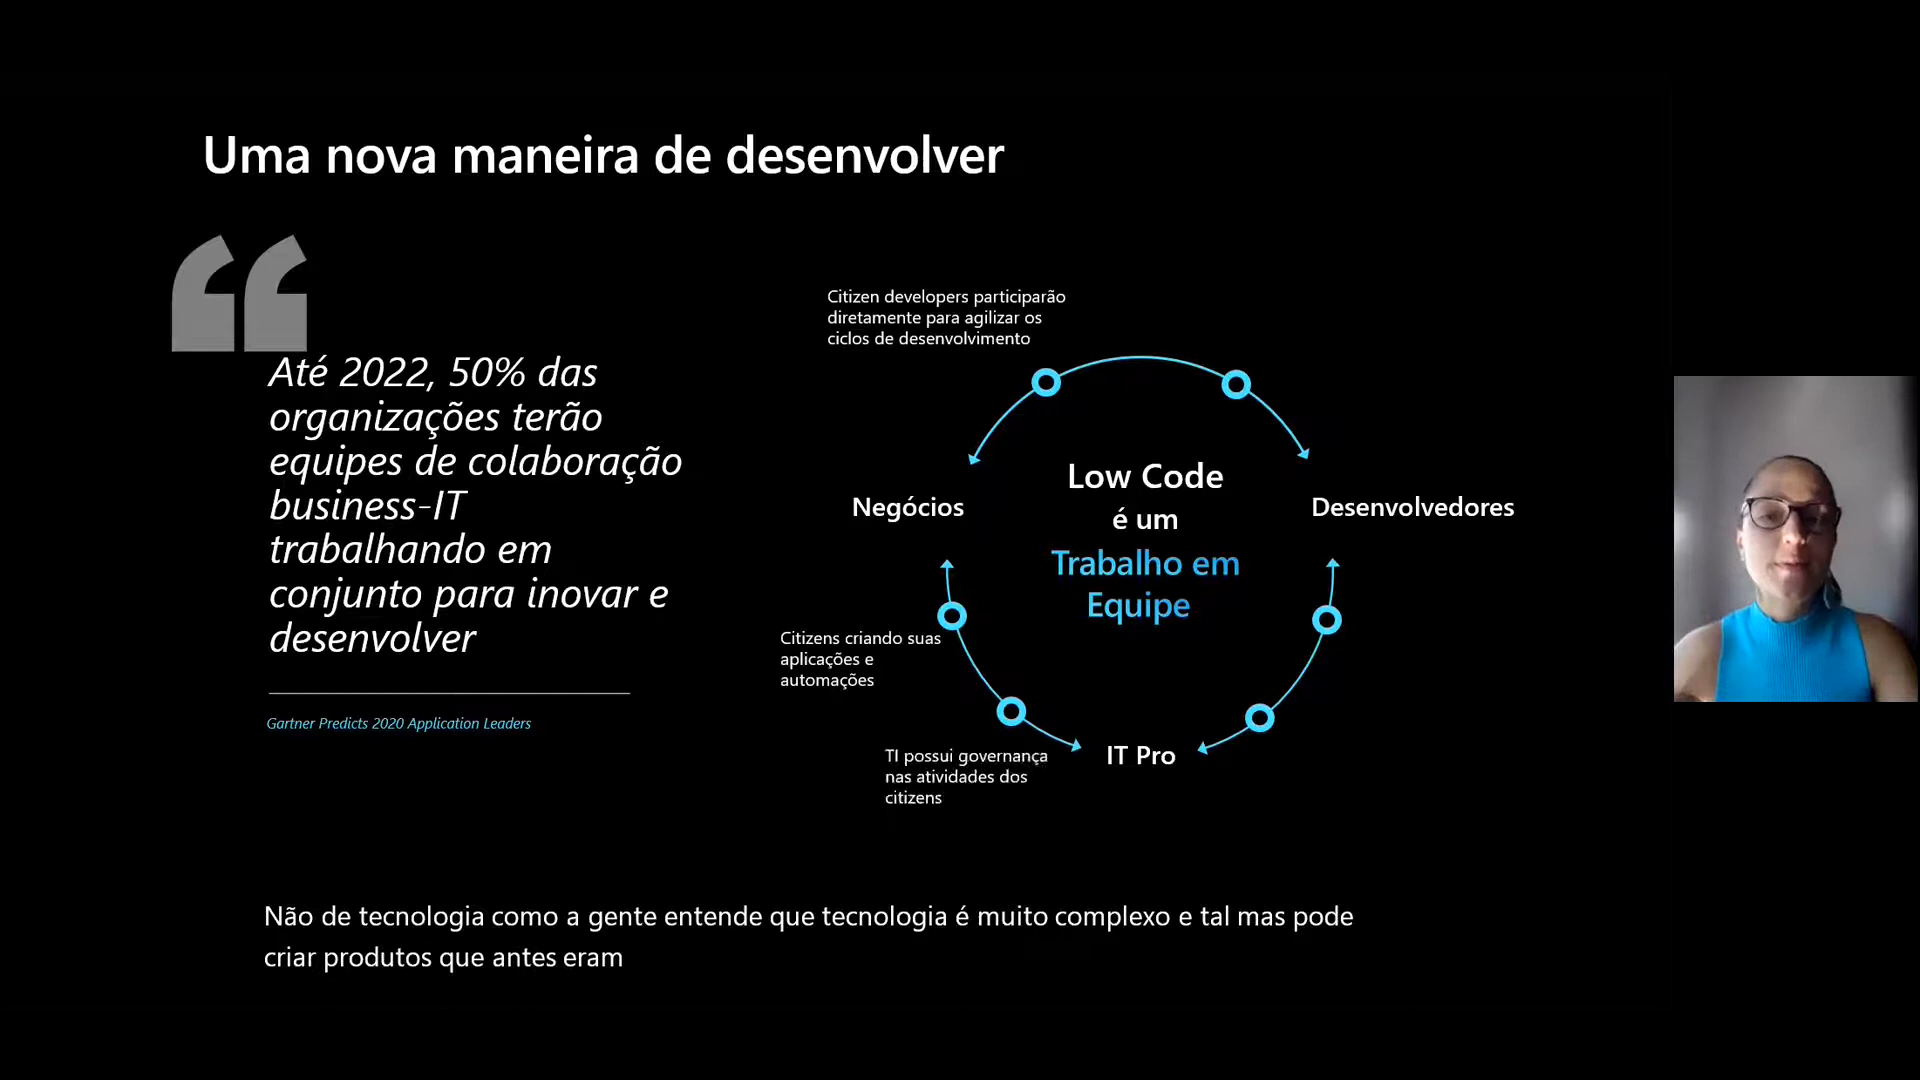 Uma nova maneira de desenvolver
“
Até 2022, 50% das
organizações terão
equipes de colaboração
business-IT
trabalhando em
conjunto para inovar e
desenvolver
Gartner Predicts 2020 Application Leaders
Citizen developers participarão
diretamente para agilizar os
ciclos de desenvolvimento
Negócios
Low Code
é um
Trabalho em
Equipe
Desenvolvedores
Citizens criando suas
aplicações e
automações
TI possui governança
nas atividades dos
citizens
IT Pro
Não de tecnologia como a gente entende que tecnologia é muito complexo e tal mas pode
criar produtos que antes eram